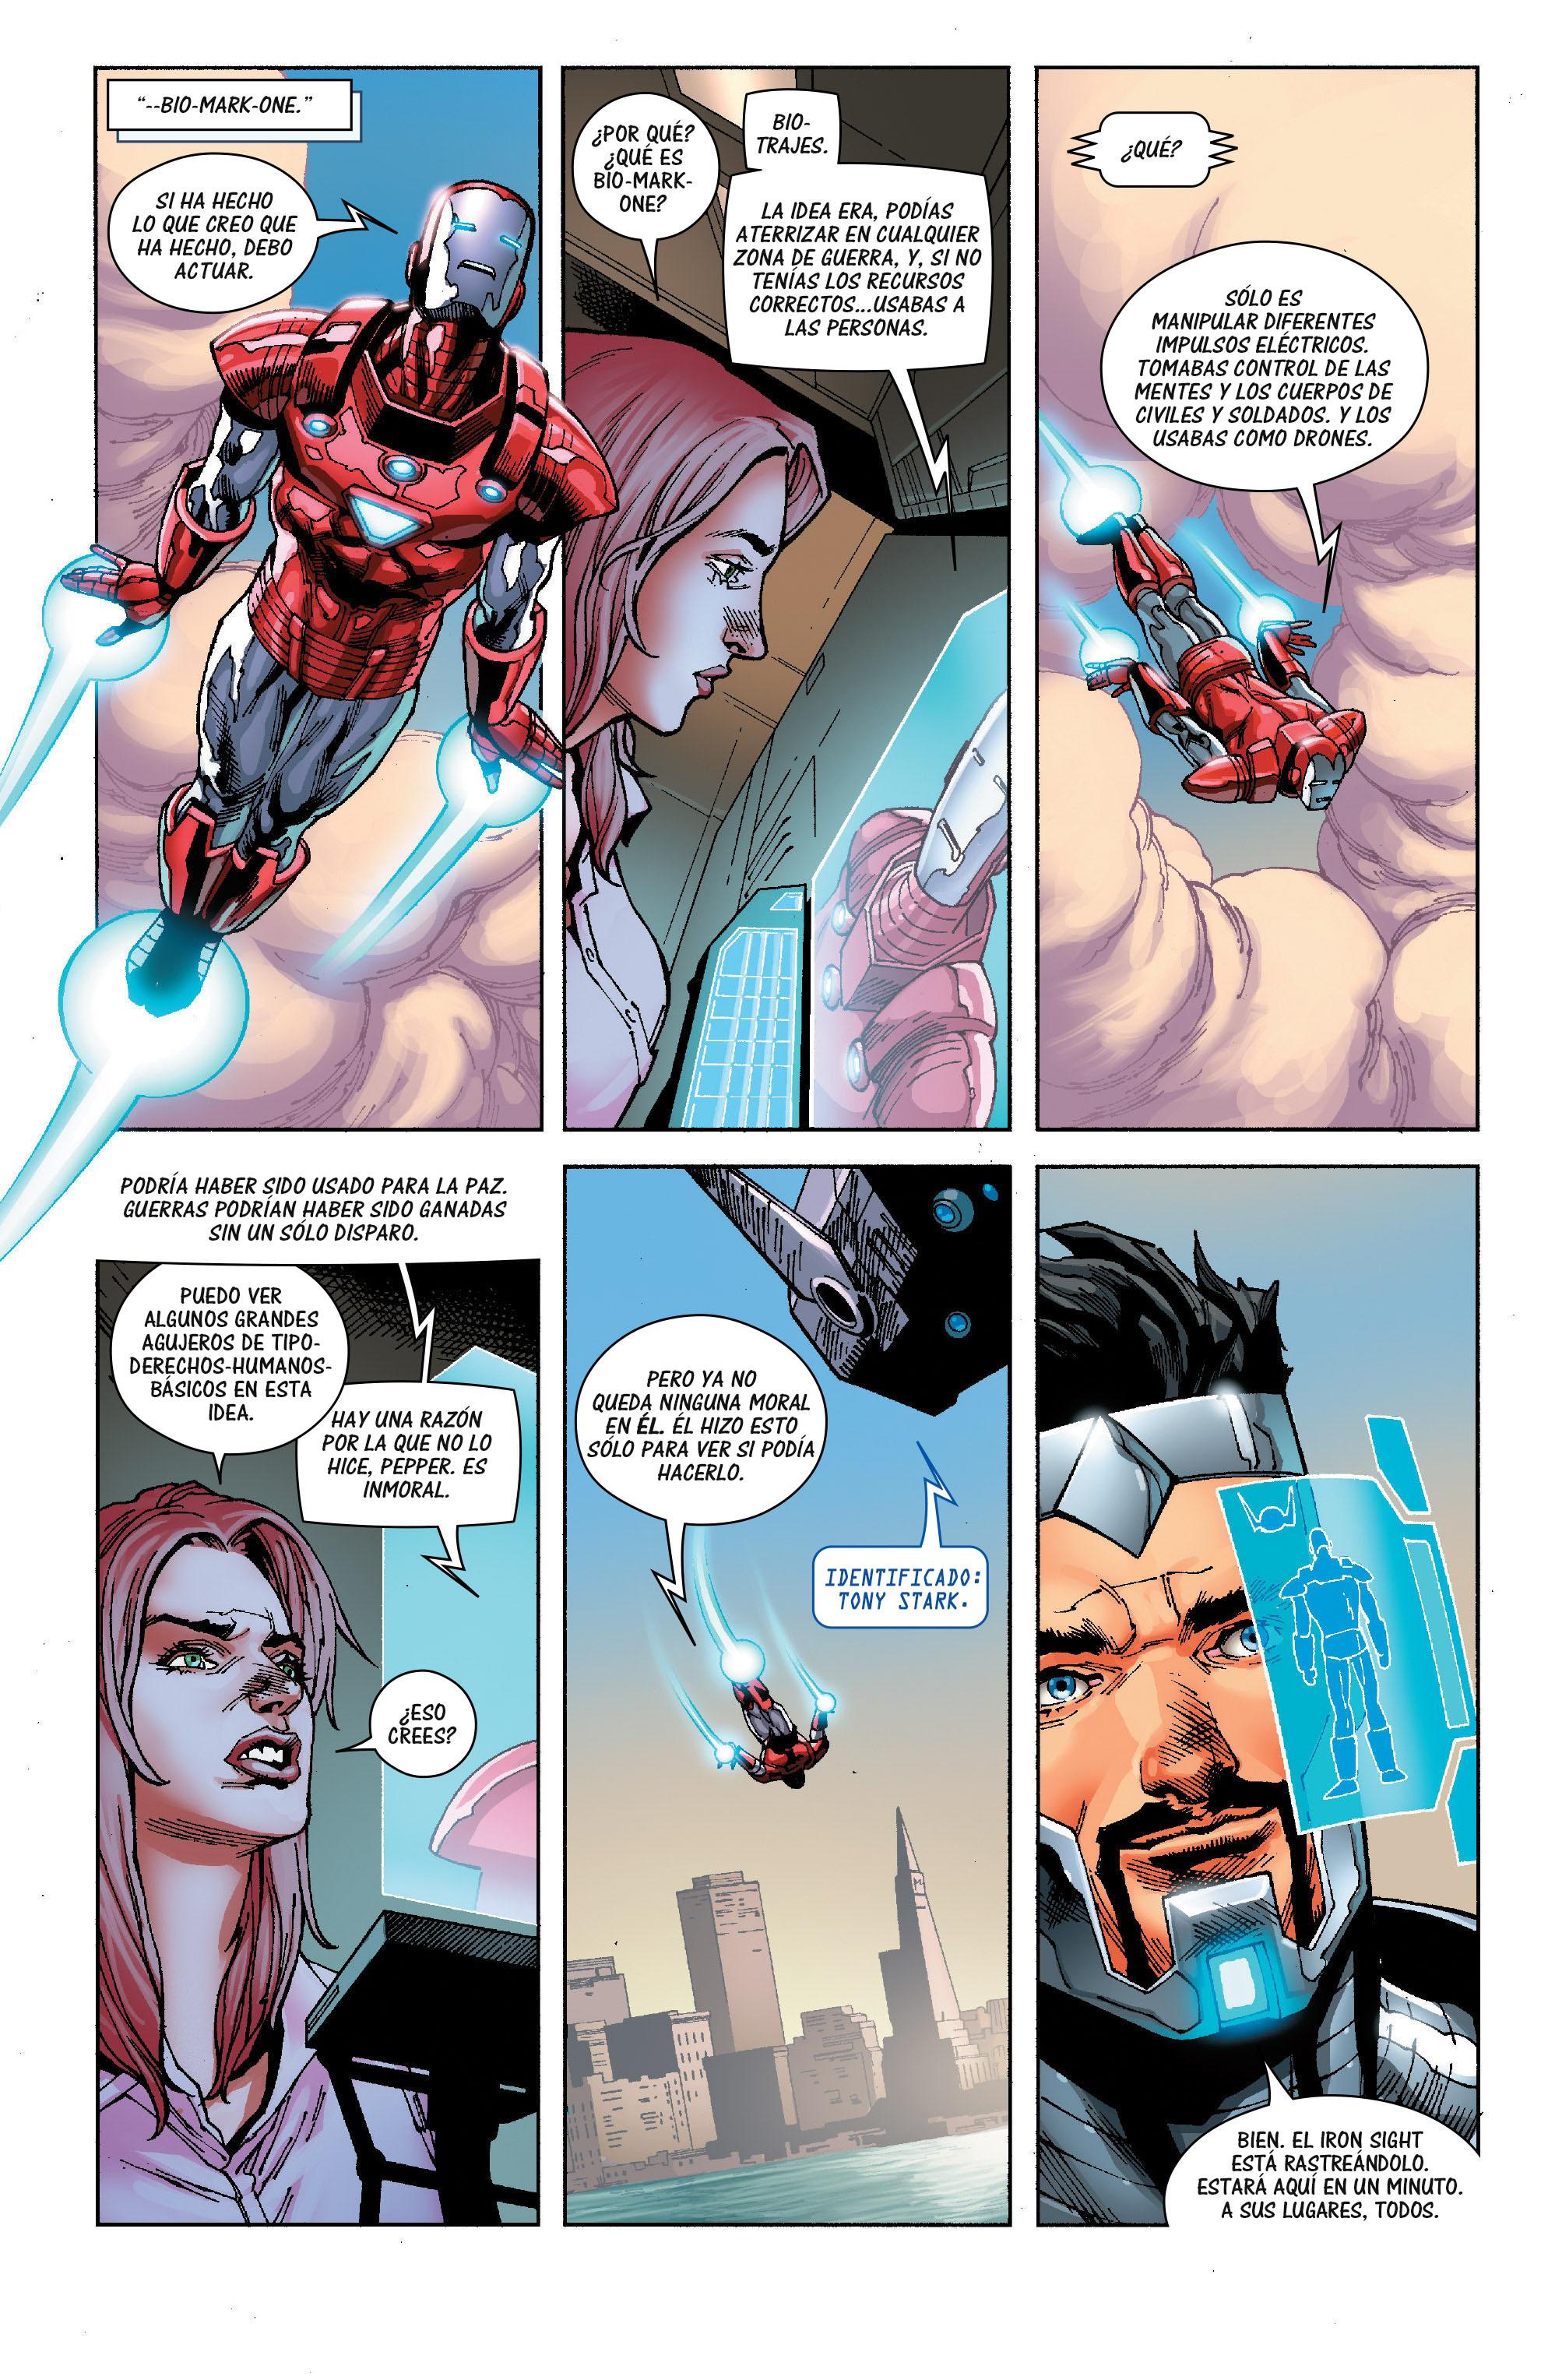 "--BIO-MARK-ONE."
SI HA HECHO
LO QUE CREO QUE
HA HECHO, DEBO
ACTUAR.
¿POR QUÉ?
¿QUÉ ES
BIO-MARK-
ONE?
BIO-
TRAJES.
LA IDEA ERA, PODÍAS
ATERRIZAR EN CUALQUIER
ZONA DE GUERRA, Y, SI NO
TENÍAS LOS RECURSOS
CORRECTOS...USABAS A
LAS PERSONAS.
¿QUÉ?
SÓLO ES
MANIPULAR DIFERENTES
IMPULSOS ELÉCTRICOS.
TOMABAS CONTROL DE LAS
MENTES Y LOS CUERPOS DE
CIVILES Y SOLDADOS. Y LOS
USABAS COMO DRONES.
PODRÍA HABER SIDO USADO PARA LA PAZ.
GUERRAS PODRÍAN HABER SIDO GANADAS
SIN UN SÓLO DISPARO.
PUEDO VER
ALGUNOS GRANDES
AGUJEROS DE TIPO-
DERECHOS-HUMANOS-
BÁSICOS EN ESTA
IDEA.
HAY UNA RAZÓN
POR LA QUE NO LO
HICE, PEPPER. ES
INMORAL.
¿ESO
CREES?
PERO YA NO
QUEDA NINGUNA MORAL
EN ÉL. ÉL HIZO ESTO
SÓLO PARA VER SI PODÍA
HACERLO.
IDENTIFICADO:
TONY STARK.
BIEN. EL IRON SIGHT
ESTÁ RASTREÁNDOLO.
ESTARÁ AQUÍ EN UN MINUTO.
A SUS LUGARES, TODOS.